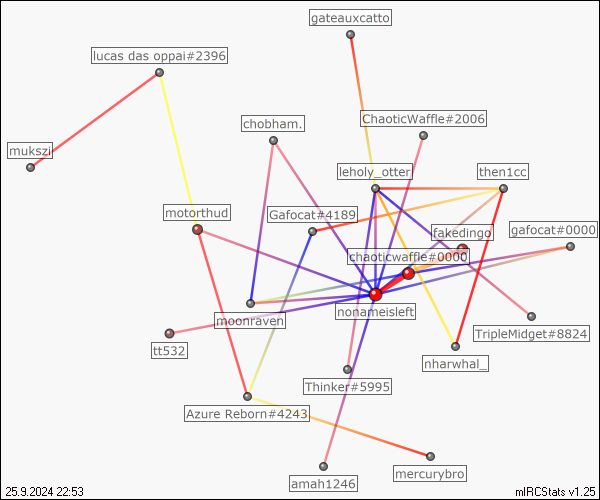 gateauxcatto
lucas das oppai#2396
chobham.
ChaoticWaffle#2006
mukszi
leholy_otter
then1cc
motorthud
Gafocat#4189
fakedingo
gafocat#0000
chaoticwaffle#0000
moonraven
nonameisleft
TripleMidget#8824
tt532
nharwhal_
Thinker#5995
Azure Reborn#4243
amah1246
mercurybro
25.9.2024 22:53
mIRCStats v1.25